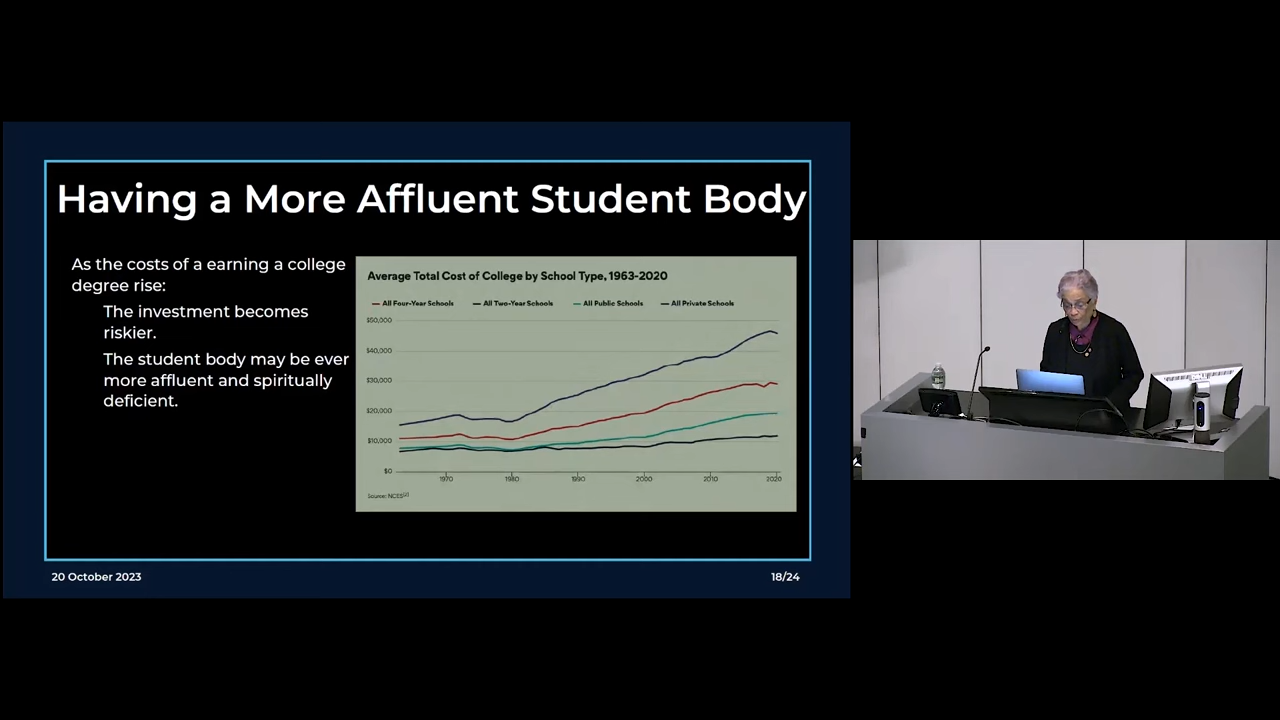 Having a More Affluent Student Body
As the costs of a earning a college
degree rise:
The investment becomes
riskier.
The student body may be ever
more affluent and spiritually
deficient.
Average Total Cost of College by School Type, 1963-2020
All Four-Year Schools All Two-Year Schools All Public Schools All Private Schools
$50,000
$40,000
$30,000
$20,000
$10,000
$0
1970 1980 1990 2000 2010 2020
Source: NCES[2]
20 October 2023
18/24
DELL